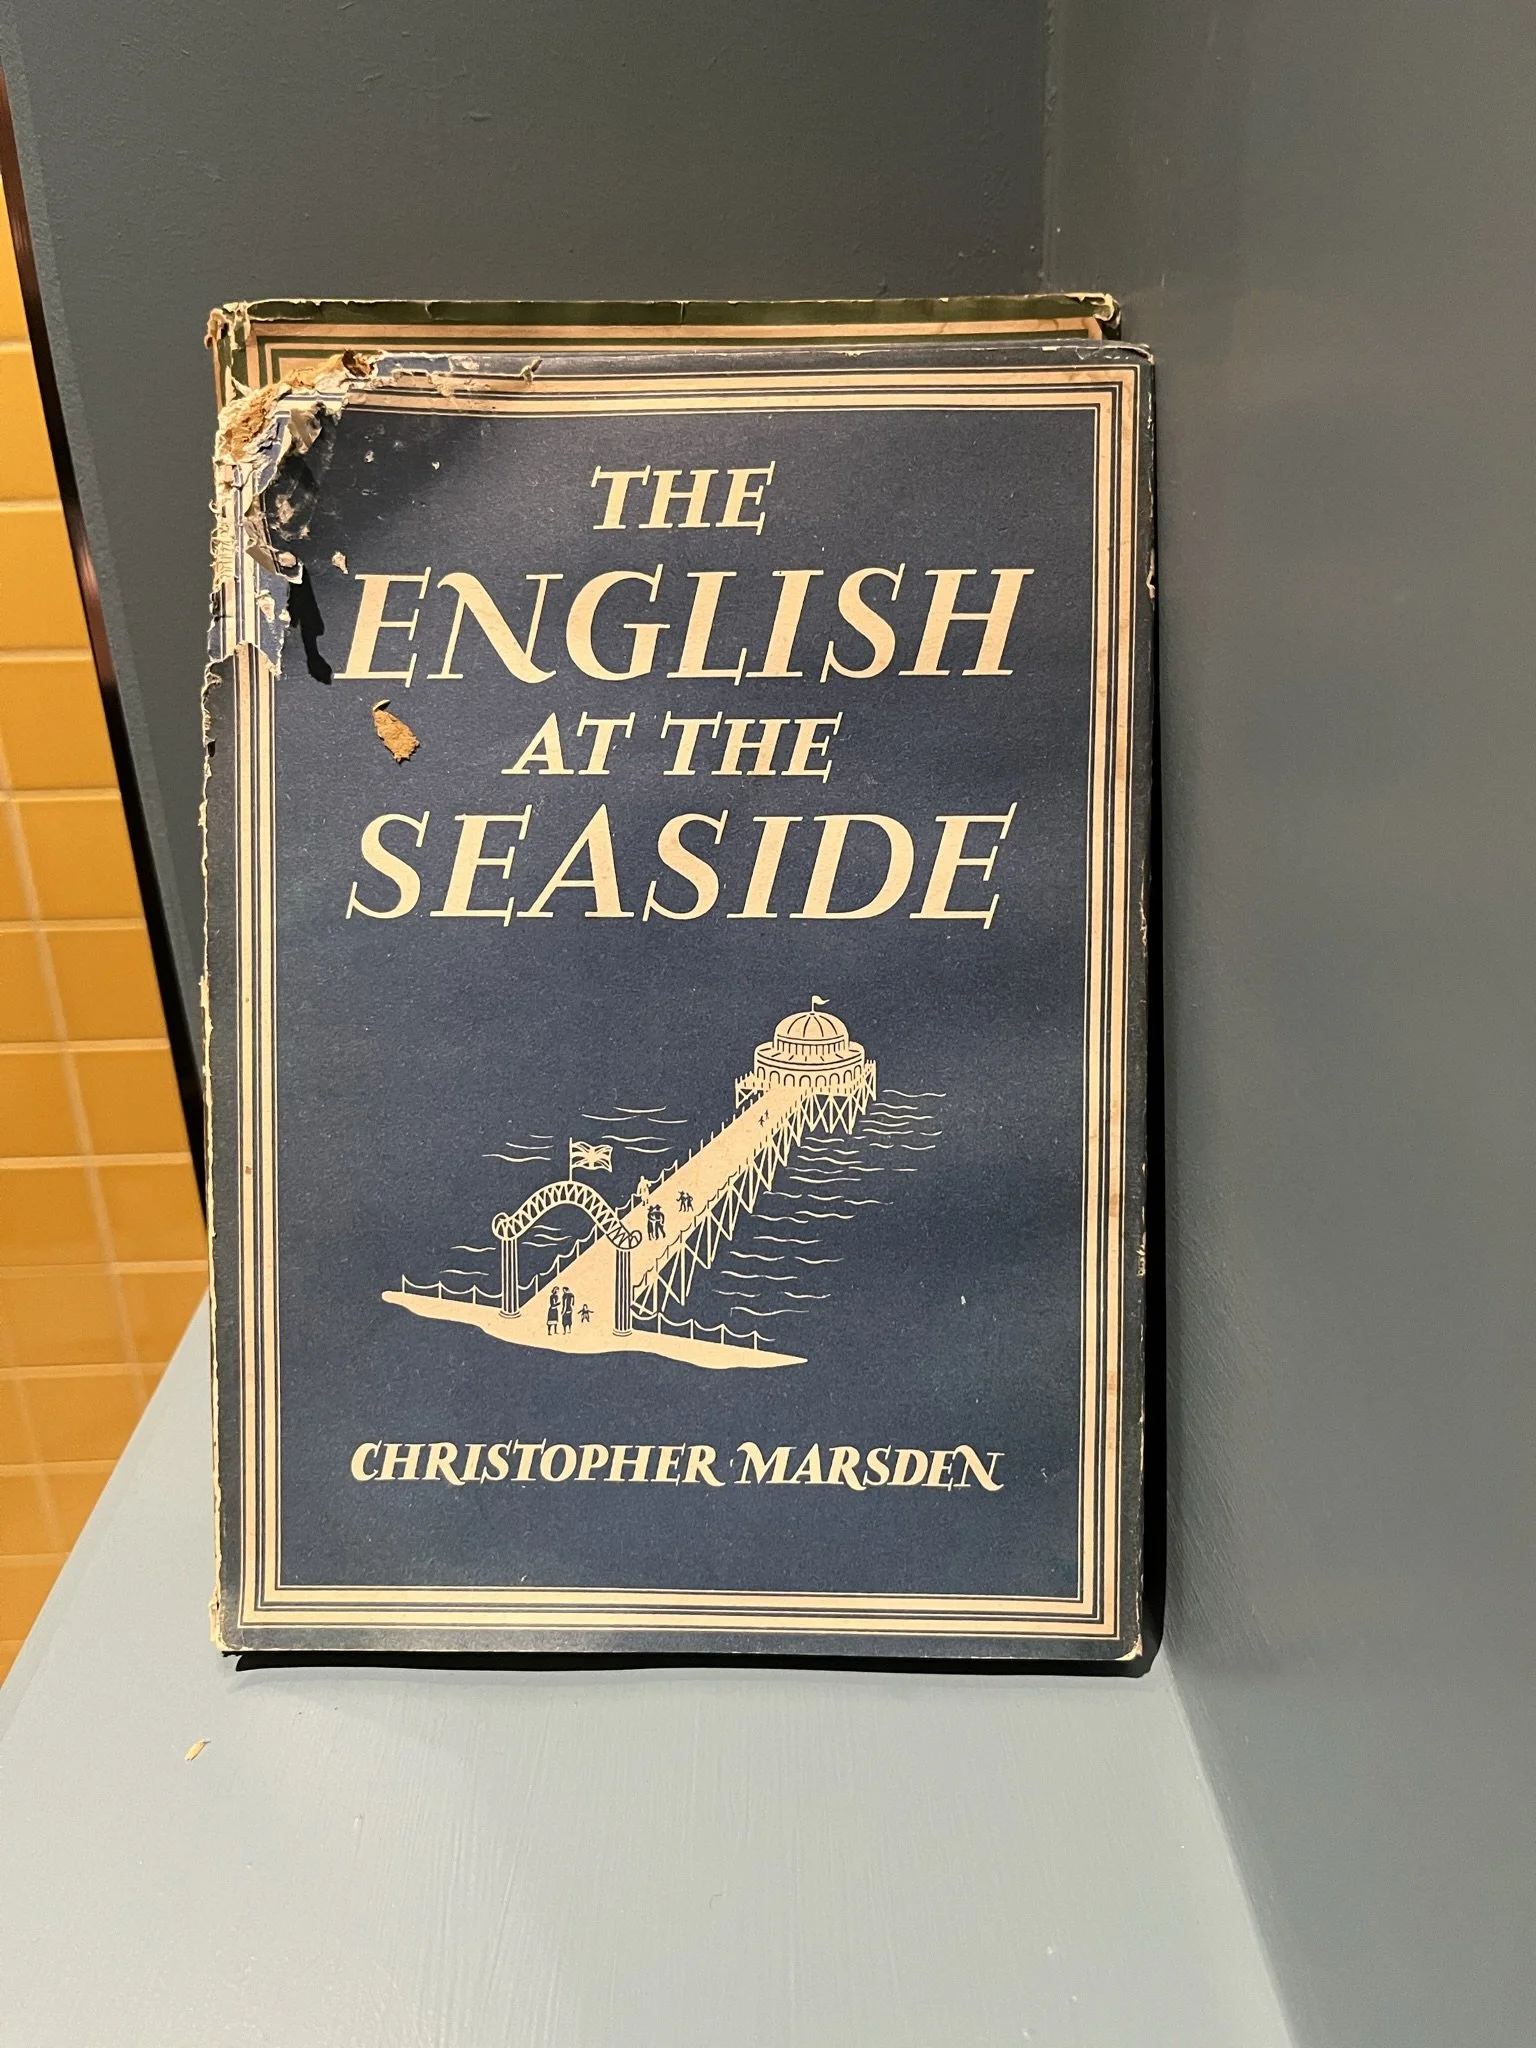 THE
ENGLISH
AT THE
SEASIDE
CHRISTOPHER MARSDEN